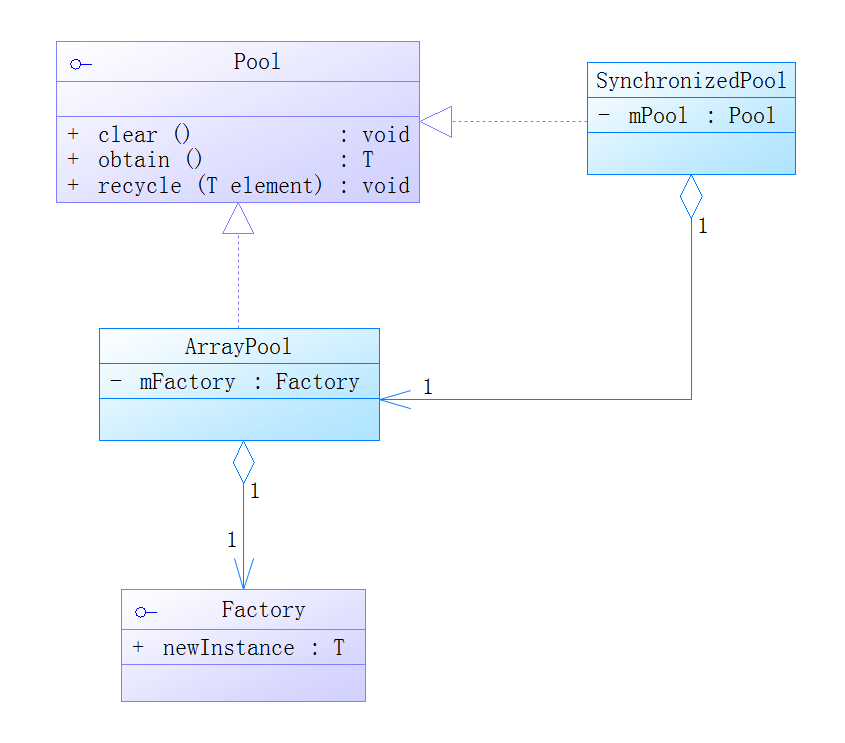 Pool
+ clear () : void
+ obtain () : T
+ recycle (T element) : void
SynchronizedPool
- mPool : Pool
1
ArrayPool
- mFactory : Factory
1
1
1
Factory
+ newInstance : T